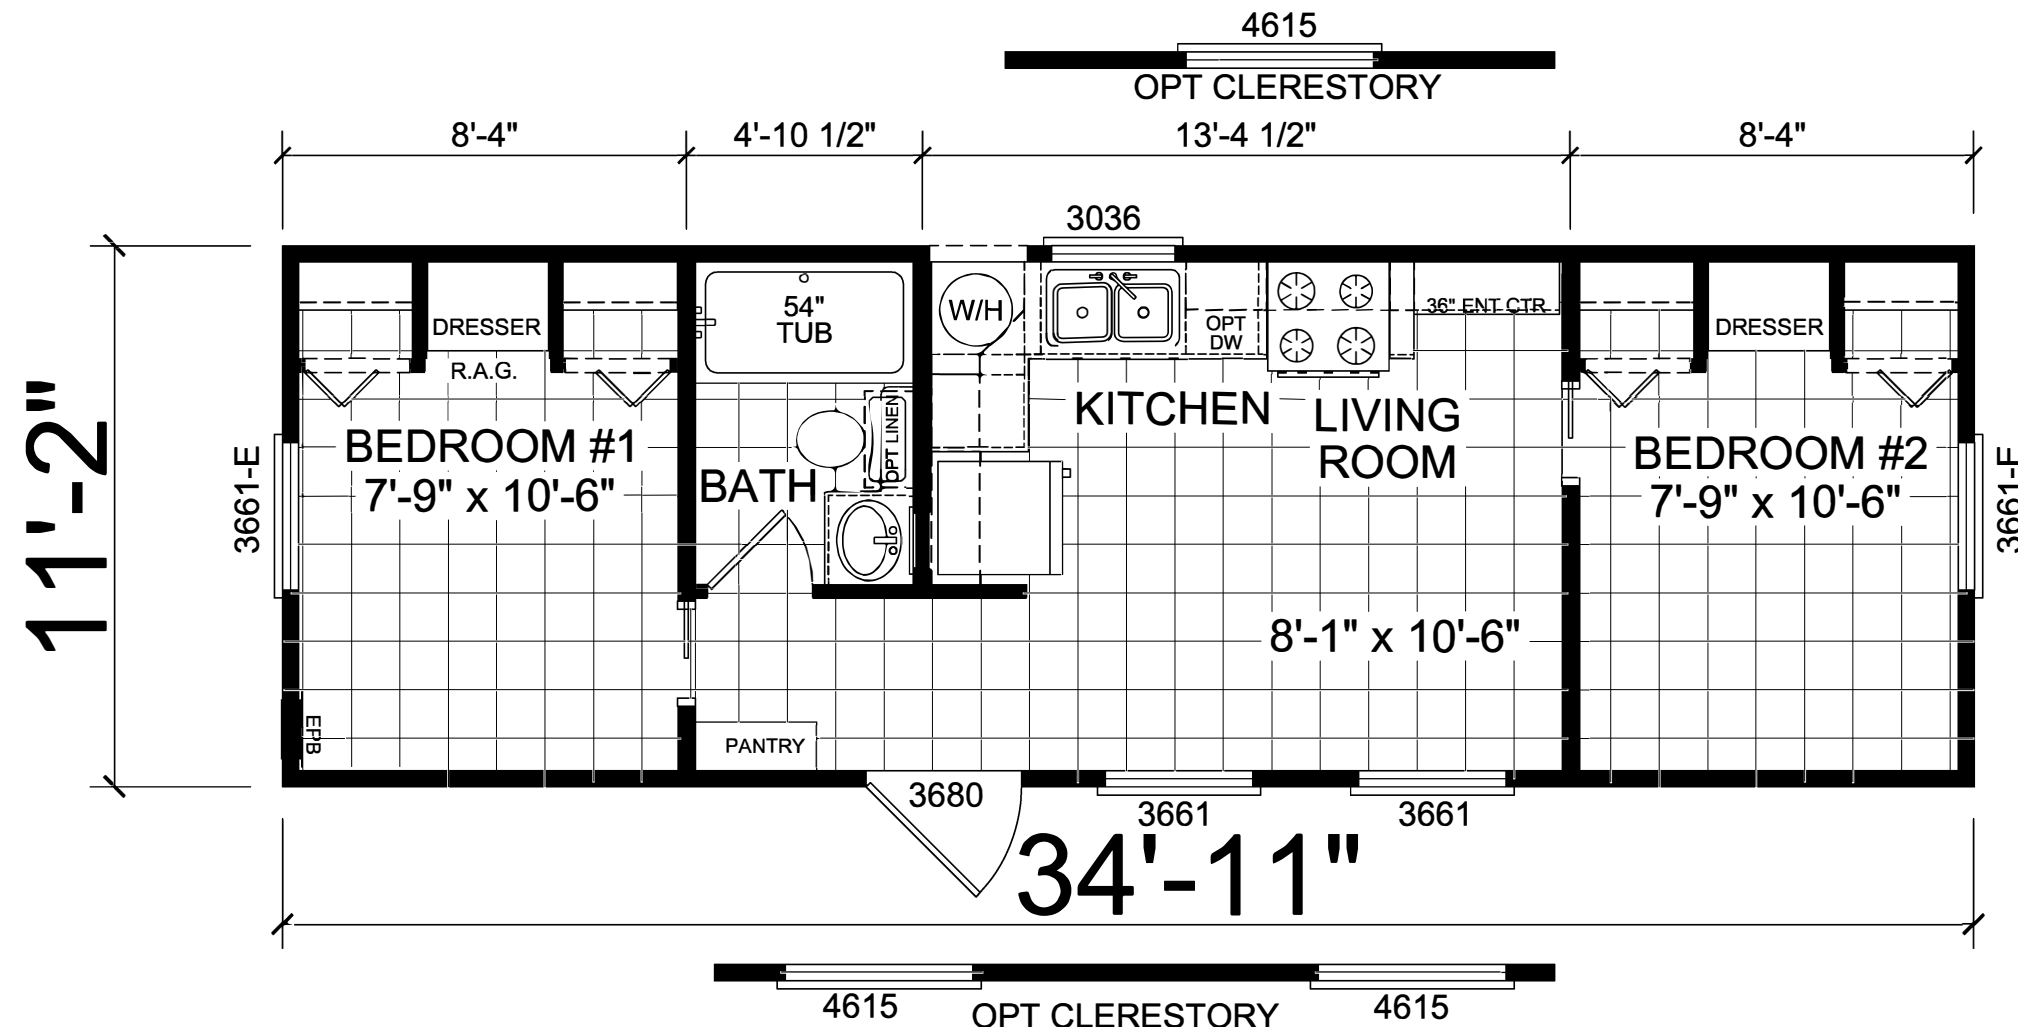 4615
OPT CLERESTORY
8'-4"
4'-10 1/2"
13'-4 1/2"
8'-4"
3036
11'-2"
DRESSER
R.A.G.
54"
TUB
W/H
OPT
DW
36" ENT CTR
DRESSER
BEDROOM #1
7'-9" x 10'-6"
BATH
OPT LINEN
KITCHEN
LIVING
ROOM
BEDROOM #2
7'-9" x 10'-6"
3661-E
3661-E
8'-1" x 10'-6"
EPB
PANTRY
3680
3661
3661
34'-11"
4615
OPT CLERESTORY
4615